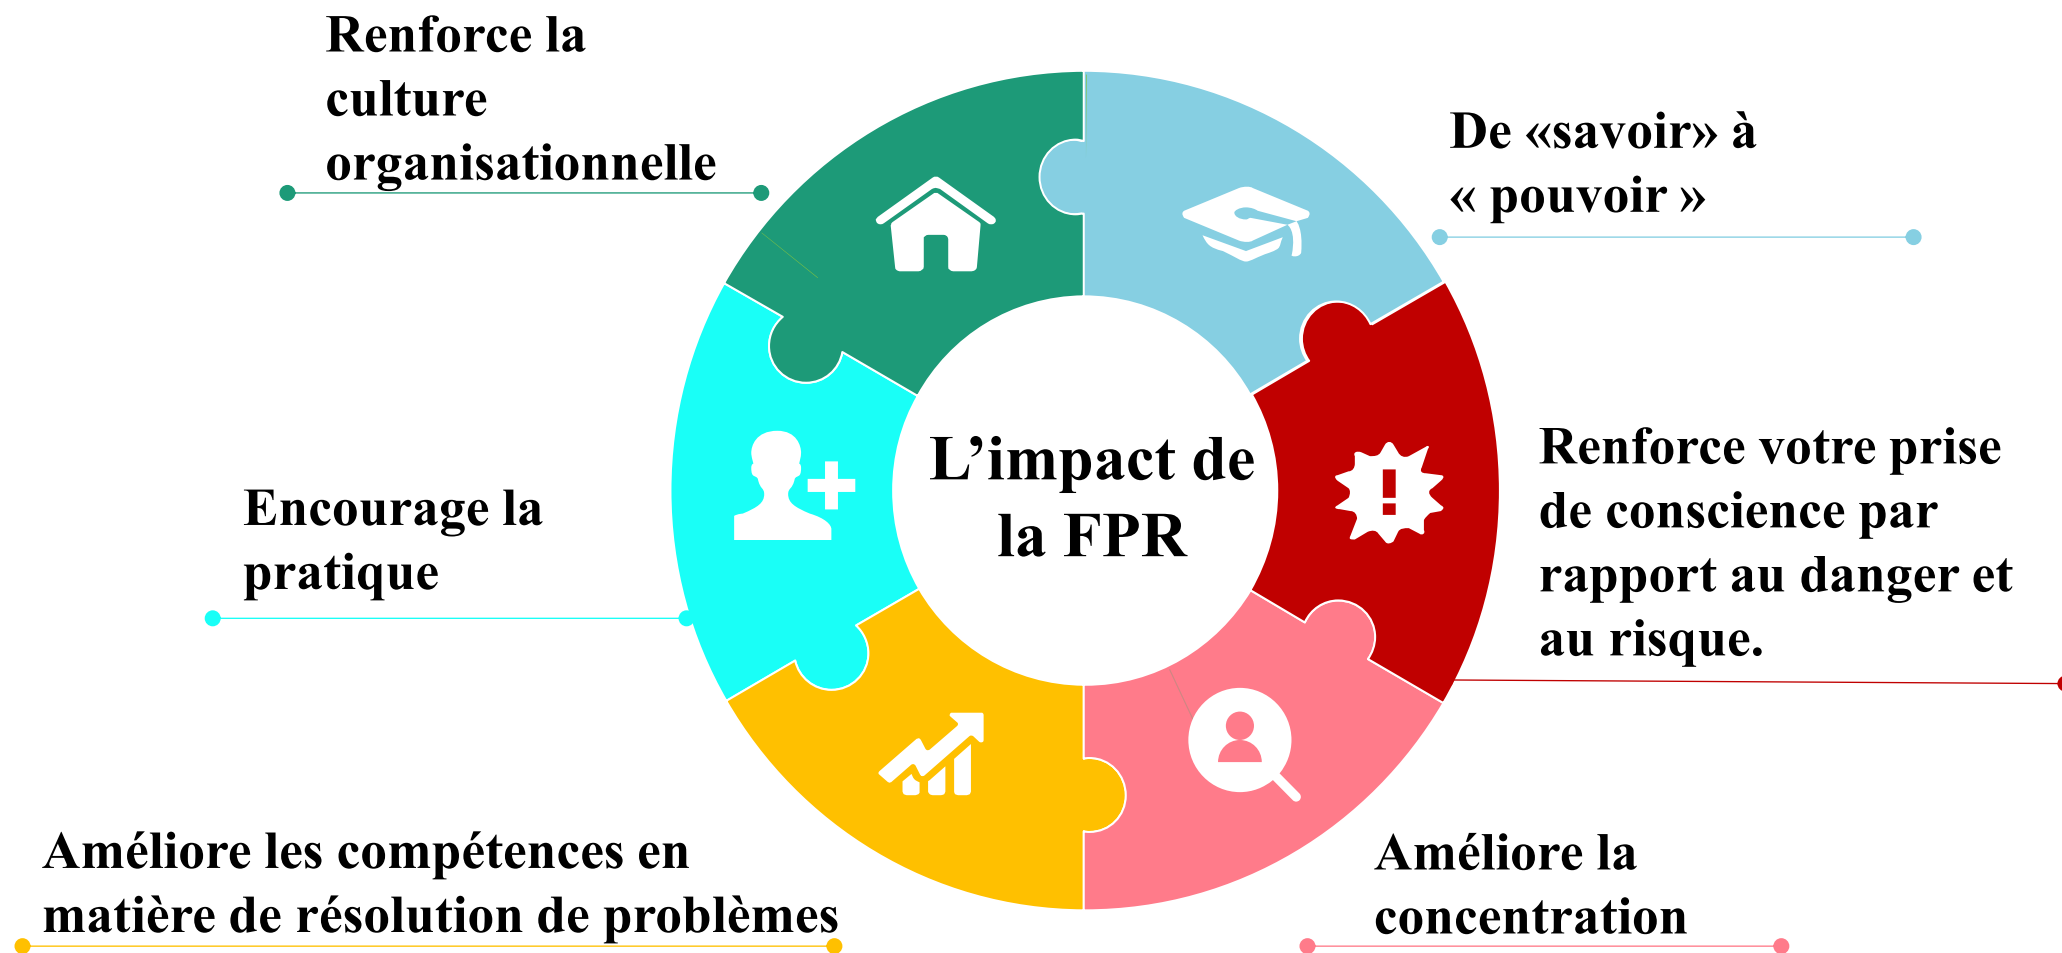 Renforce la
culture
organisationnelle
De «savoir» à
« pouvoir »
L’impact de
la FPR
Renforce votre prise
de conscience par
rapport au danger et
au risque.
Encourage la
pratique
Améliore les compétences en
matière de résolution de problèmes
Améliore la
concentration